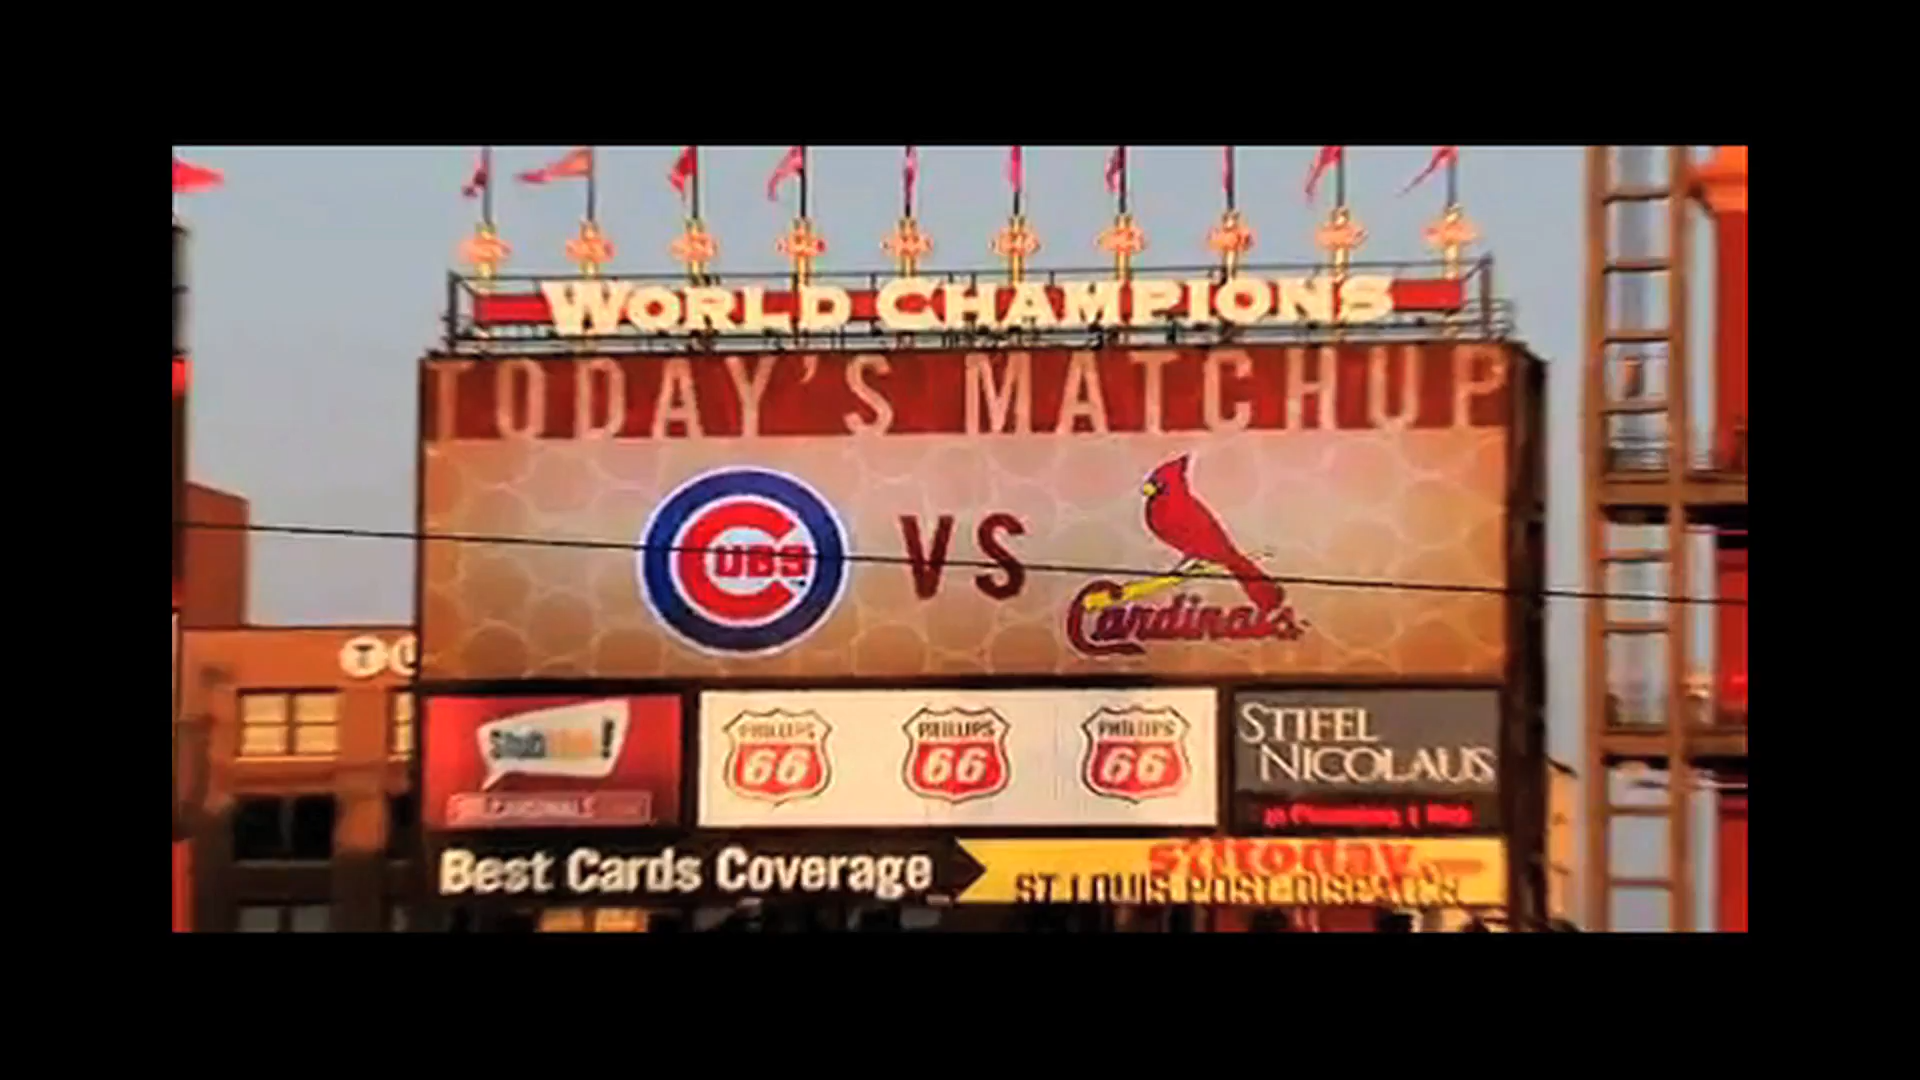 WORLD CHAMPIONS
TODAY'S MATCHUP
CUBS
VS
Cardinals
StubHub!
PHILLIPS
66
PHILLIPS
66
PHILLIPS
66
STIFEL
NICOLAUS
Best Cards Coverage
stltoday
ST. LOUIS POST-DISPATCH